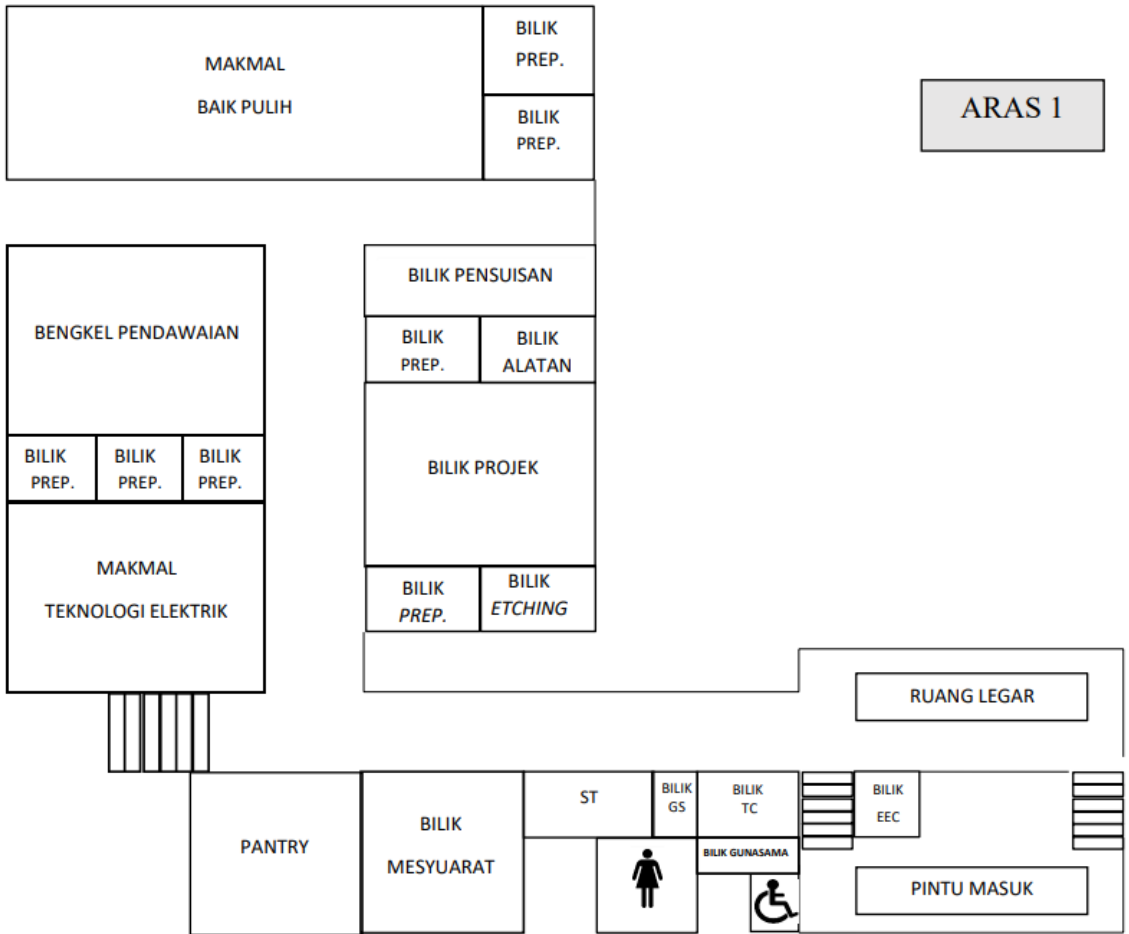 MAKMAL
BAIK PULIH
BILIK
PREP.
BILIK
PREP.
ARAS 1
BENGKEL PENDAWAIAN
BILIK
PREP.
BILIK
PREP.
BILIK
PREP.
MAKMAL
TEKNOLOGI ELEKTRIK
BILIK PENSUISAN
BILIK
PREP.
BILIK
ALATAN
BILIK PROJEK
BILIK
PREP.
BILIK
ETCHING
RUANG LEGAR
PANTRY
BILIK
MESYUARAT
ST
BILIK
GS
BILIK
TC
BILIK GUNASAMA
BILIK
EEC
PINTU MASUK